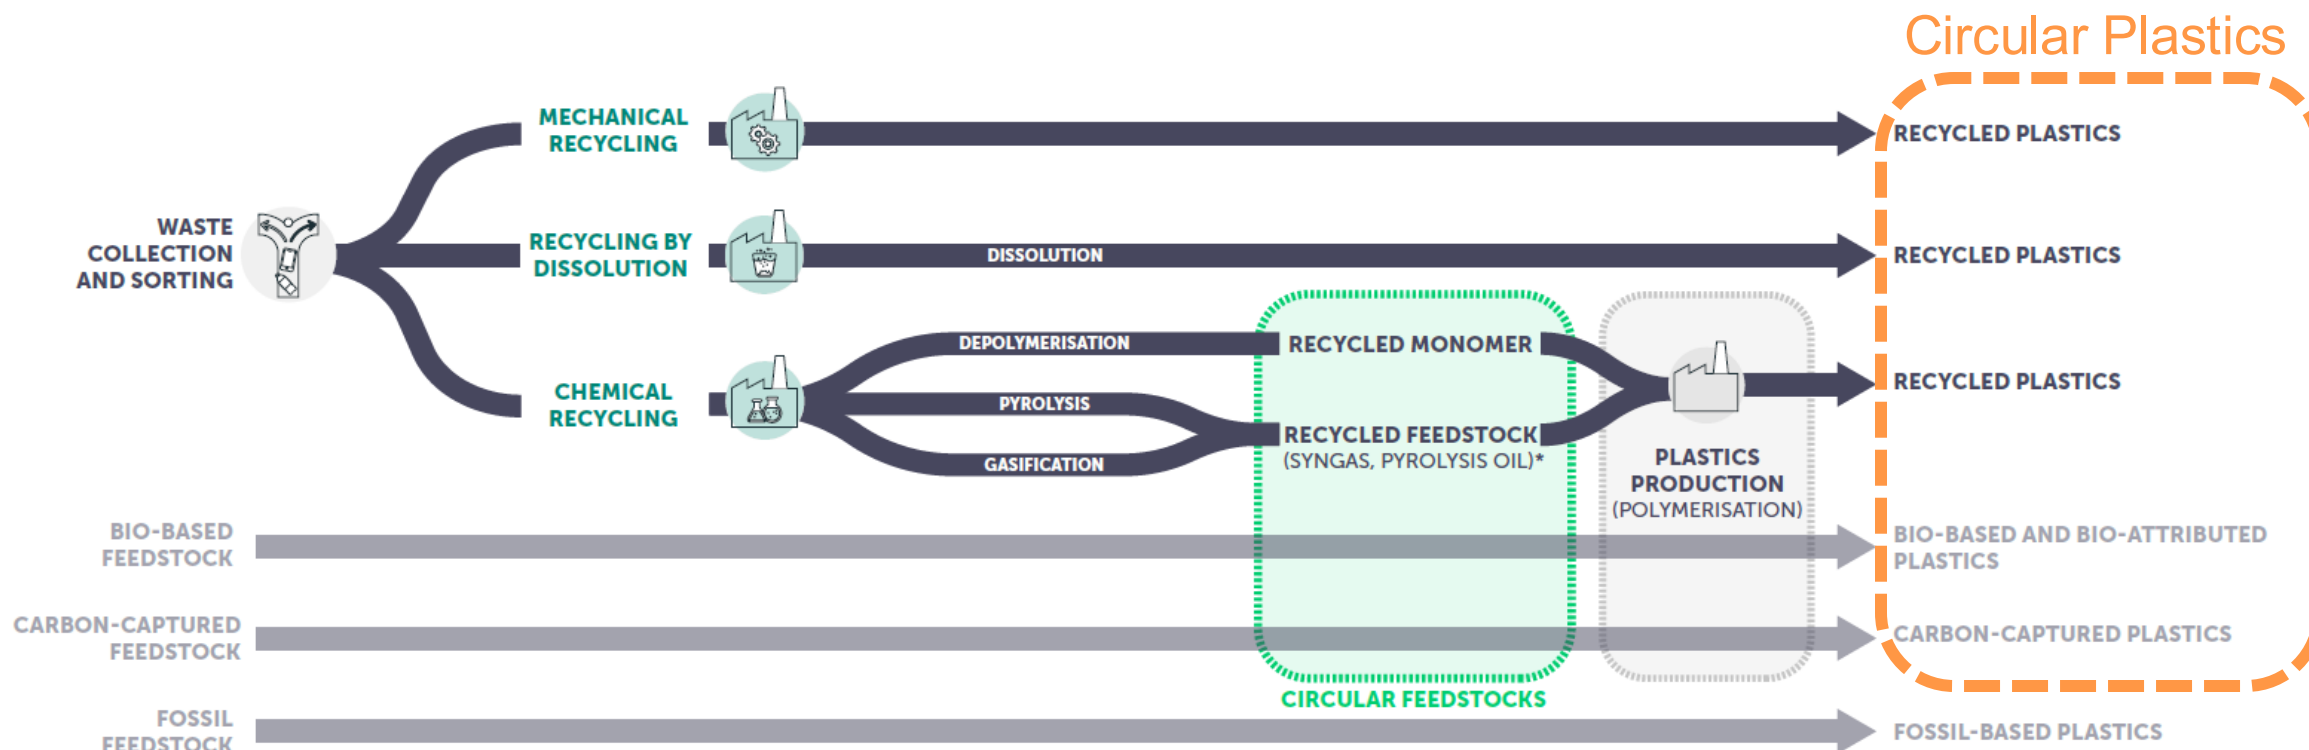 Circular Plastics
MECHANICAL
RECYCLING
RECYCLED PLASTICS
WASTE
COLLECTION
AND SORTING
RECYCLING BY
DISSOLUTION
DISSOLUTION
RECYCLED PLASTICS
CHEMICAL
RECYCLING
DEPOLYMERISATION
PYROLYSIS
GASIFICATION
RECYCLED MONOMER
RECYCLED FEEDSTOCK
(SYNGAS, PYROLYSIS OIL)*
PLASTICS
PRODUCTION
(POLYMERISATION)
RECYCLED PLASTICS
BIO-BASED
FEEDSTOCK
BIO-BASED AND BIO-ATTRIBUTED
PLASTICS
CARBON-CAPTURED
FEEDSTOCK
CARBON-CAPTURED PLASTICS
CIRCULAR FEEDSTOCKS
FOSSIL
FEEDSTOCK
FOSSIL-BASED PLASTICS